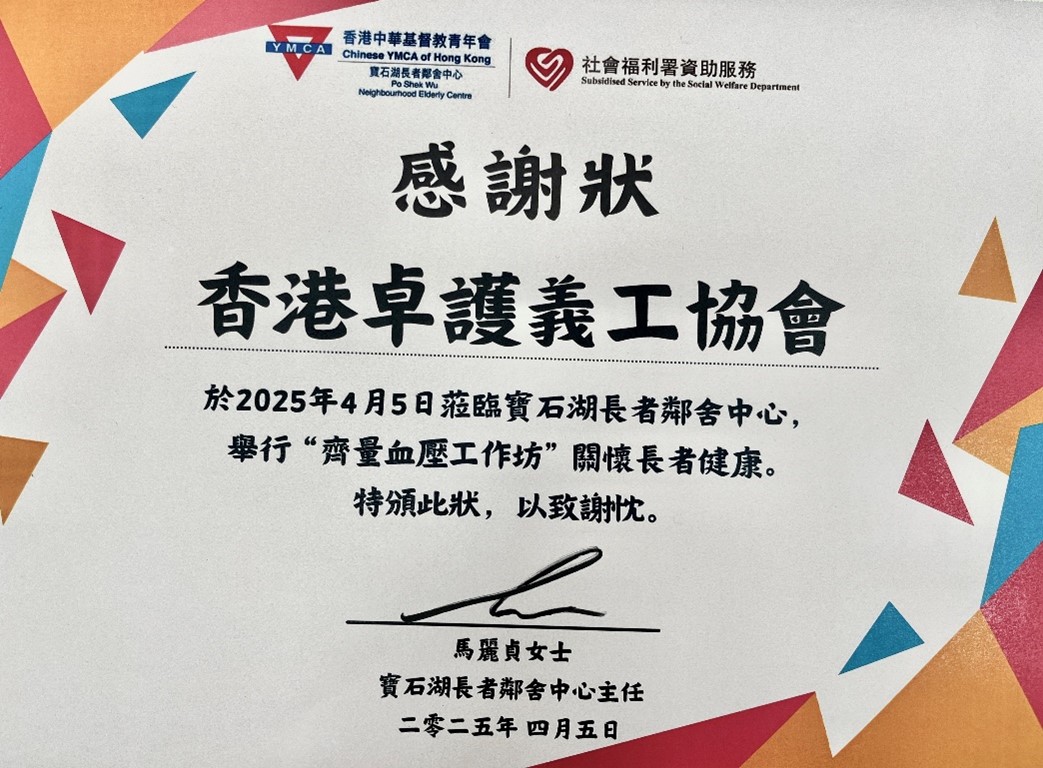 YMCA
香港中華基督教青年會
Chinese YMCA of Hong Kong
寶石湖長者鄰舍中心
Po Shek Wu
Neighbourhood Elderly Centre
社會福利署資助服務
Subsidised Service by the Social Welfare Department
感謝狀
香港卓護義工協會
於2025年4月5日蒞臨寶石湖長者鄰舍中心，
舉行“齊量血壓工作坊”關懷長者健康。
特頒此狀，以致謝忱。
馬麗貞女士
寶石湖長者鄰舍中心主任
二零二五年 四月五日